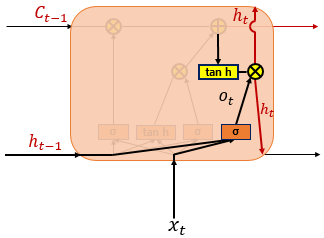 C_{t-1}
h_t
tan h
o_t
h_t
σ
tan h
σ
σ
h_{t-1}
x_t